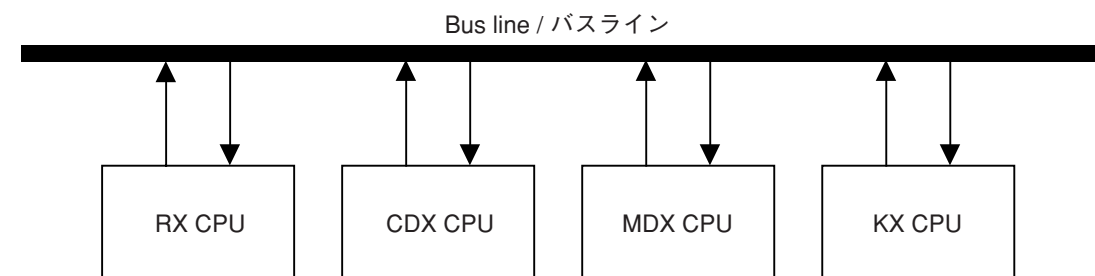 Bus line / バスライン
RX CPU
CDX CPU
MDX CPU
KX CPU